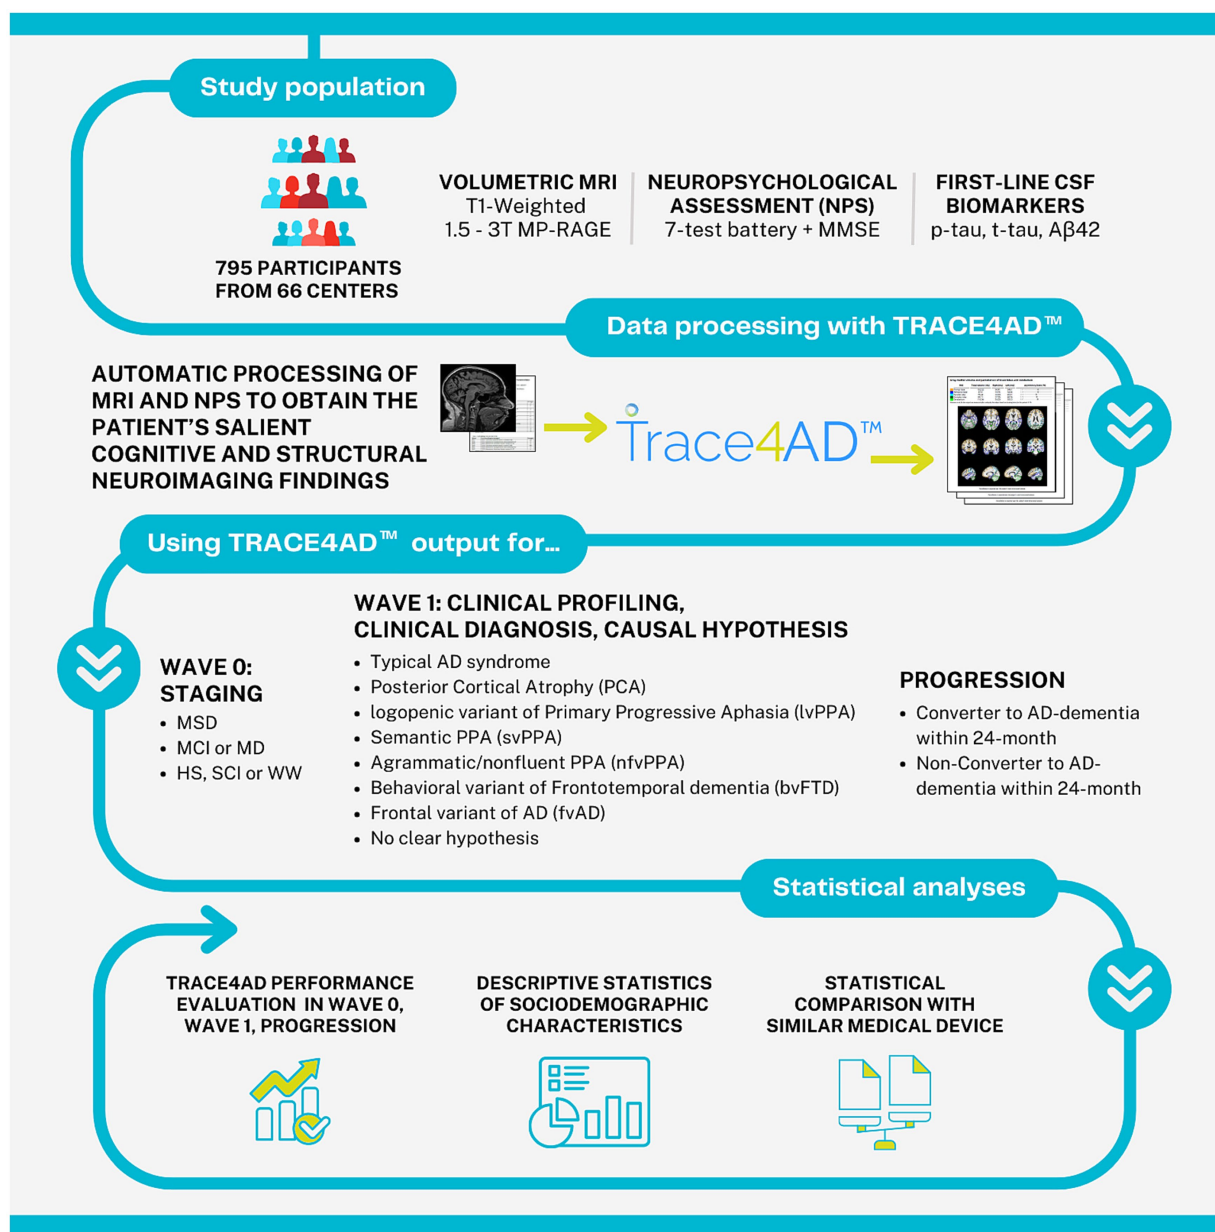 Study population
795 PARTICIPANTS
FROM 66 CENTERS
VOLUMETRIC MRI
T1-Weighted
1.5 - 3T MP-RAGE
NEUROPSYCHOLOGICAL
ASSESSMENT (NPS)
7-test battery + MMSE
FIRST-LINE CSF
BIOMARKERS
p-tau, t-tau, Aβ42
Data processing with TRACE4AD™
AUTOMATIC PROCESSING OF
MRI AND NPS TO OBTAIN THE
PATIENT'S SALIENT
COGNITIVE AND STRUCTURAL
NEUROIMAGING FINDINGS
Trace4AD™
Using TRACE4AD™ output for...
WAVE 0:
STAGING
• MSD
• MCI or MD
• HS, SCI or WW
WAVE 1: CLINICAL PROFILING,
CLINICAL DIAGNOSIS, CAUSAL HYPOTHESIS
• Typical AD syndrome
• Posterior Cortical Atrophy (PCA)
• logopenic variant of Primary Progressive Aphasia (lvPPA)
• Semantic PPA (svPPA)
• Agrammatic/nonfluent PPA (nfvPPA)
• Behavioral variant of Frontotemporal dementia (bvFTD)
• Frontal variant of AD (fvAD)
• No clear hypothesis
PROGRESSION
• Converter to AD-dementia
within 24-month
• Non-Converter to AD-
dementia within 24-month
Statistical analyses
TRACE4AD PERFORMANCE
EVALUATION IN WAVE 0,
WAVE 1, PROGRESSION
DESCRIPTIVE STATISTICS
OF SOCIODEMOGRAPHIC
CHARACTERISTICS
STATISTICAL
COMPARISON WITH
SIMILAR MEDICAL DEVICE